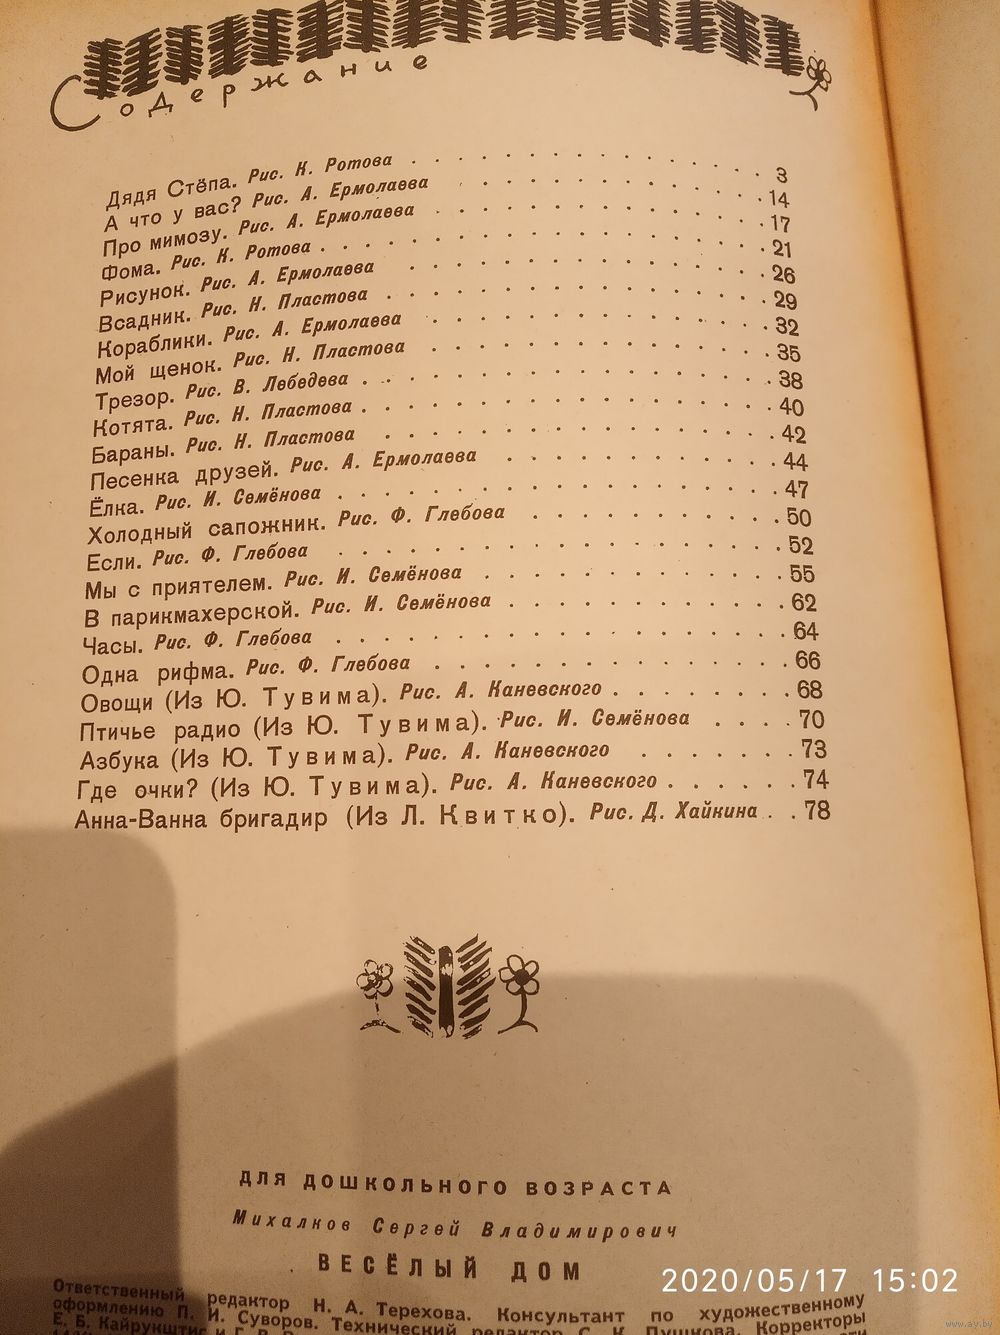 Содержание
Дядя Стёпа. Рис. К. Ротова . . . . . . . . . . . . . 3
А что у вас? Рис. А. Ермолаева . . . . . . . . . . . . 14
Про мимозу. Рис. А. Ермолаева . . . . . . . . . . . . 17
Фома. Рис. К. Ротова . . . . . . . . . . . . . . . . 21
Рисунок. Рис. А. Ермолаева . . . . . . . . . . . . . 26
Всадник. Рис. Н. Пластова . . . . . . . . . . . . . . 29
Кораблики. Рис. А. Ермолаева . . . . . . . . . . . . 32
Мой щенок. Рис. Н. Пластова . . . . . . . . . . . . . 35
Трезор. Рис. В. Лебедева . . . . . . . . . . . . . . 38
Котята. Рис. Н. Пластова . . . . . . . . . . . . . . 40
Бараны. Рис. Н. Пластова . . . . . . . . . . . . . . 42
Песенка друзей. Рис. А. Ермолаева . . . . . . . . . . 44
Ёлка. Рис. И. Семёнова . . . . . . . . . . . . . . . 47
Холодный сапожник. Рис. Ф. Глебова . . . . . . . . . 50
Если. Рис. Ф. Глебова . . . . . . . . . . . . . . . . 52
Мы с приятелем. Рис. И. Семёнова . . . . . . . . . . 55
В парикмахерской. Рис. И. Семёнова . . . . . . . . . 62
Часы. Рис. Ф. Глебова . . . . . . . . . . . . . . . . 64
Одна рифма. Рис. Ф. Глебова . . . . . . . . . . . . . 66
Овощи (Из Ю. Тувима). Рис. А. Каневского . . . . . . . 68
Птичье радио (Из Ю. Тувима). Рис. И. Семёнова . . . . 70
Азбука (Из Ю. Тувима). Рис. А. Каневского . . . . . . 73
Где очки? (Из Ю. Тувима). Рис. А. Каневского . . . . . . 74
Анна-Ванна бригадир (Из Л. Квитко). Рис. Д. Хайкина . . 78
ДЛЯ ДОШКОЛЬНОГО ВОЗРАСТА
Михалков Сергей Владимирович
ВЕСЁЛЫЙ ДОМ
Ответственный редактор Н. А. Терехова. Консультант по художественному
оформлению П. И. Суворов. Технический редактор С. К. Пушкова. Корректоры
Е. Б. Кайрукштис и Г. В.
2020/05/17 15:02
www.ay.by